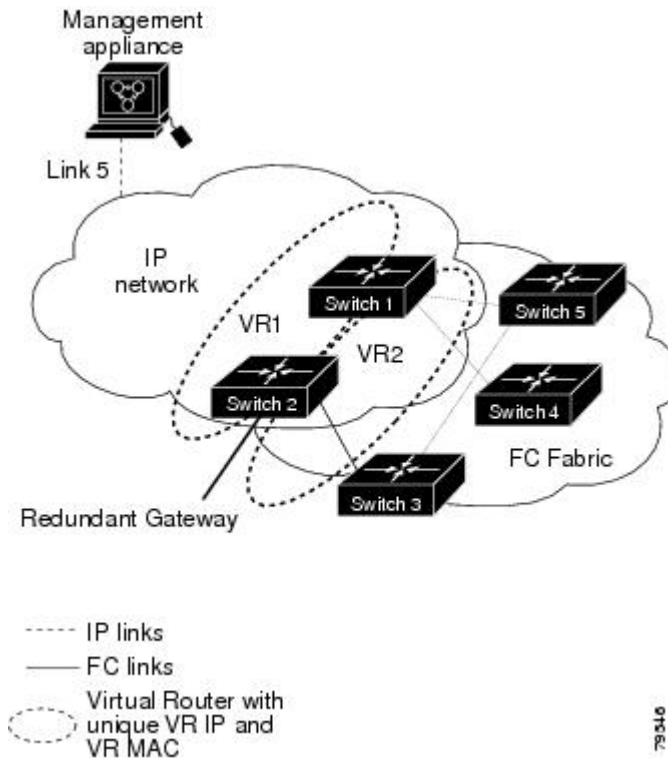 Management
appliance
Link 5
IP
network
Switch 1
Switch 5
VR1
VR2
Switch 2
Switch 4
FC Fabric
Switch 3
Redundant Gateway
IP links
FC links
Virtual Router with
unique VR IP and
VR MAC
79546